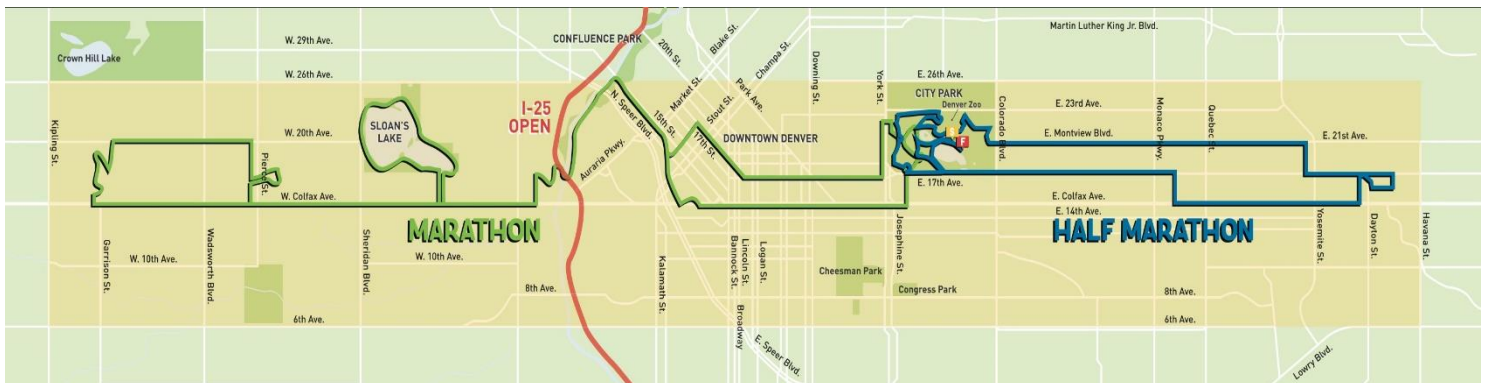 Martin Luther King Jr. Blvd.
W. 29th Ave.
CONFLUENCE PARK
20th St.
Blake St.
Crown Hill Lake
W. 26th Ave.
Market St.
Champa St.
Downing St.
York St.
E. 26th Ave.
CITY PARK
Denver Zoo
Park Ave.
Stout St.
N. Speer Blvd.
15th St.
17th St.
I-25
OPEN
Kipling St.
W. 20th Ave.
SLOAN'S
LAKE
DOWNTOWN DENVER
Colorado Blvd.
E. 23rd Ave.
Monaco Pkwy.
Quebec St.
E. Montview Blvd.
E. 21st Ave.
F
Auraria Pkwy.
Pierce St.
W. Colfax Ave.
E. 17th Ave.
E. Colfax Ave.
E. 14th Ave.
MARATHON
HALF MARATHON
Garrison St.
Wadsworth Blvd.
Sheridan Blvd.
W. 10th Ave.
W. 10th Ave.
Kalamath St.
Bannock St.
Lincoln St.
Logan St.
Broadway
Cheesman Park
Josephine St.
Congress Park
Yosemite St.
Dayton St.
Havana St.
8th Ave.
8th Ave.
6th Ave.
6th Ave.
E. Speer Blvd.
Lowry Blvd.